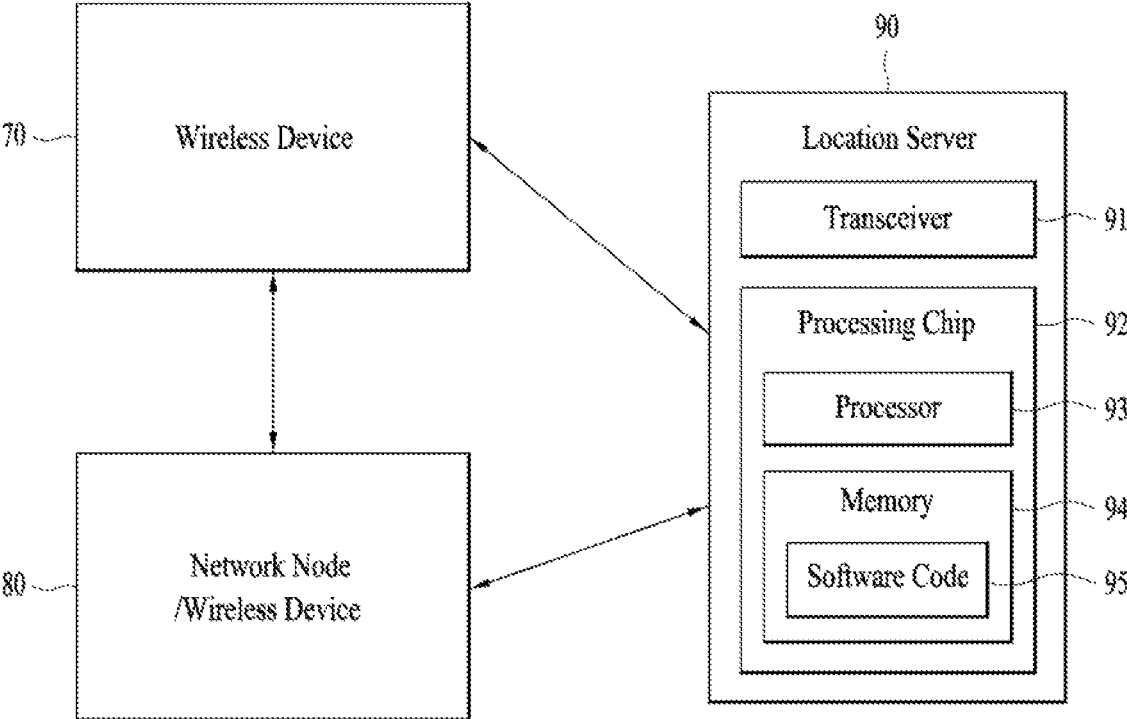 90
70
Wireless Device
Location Server
Transceiver
91
Processing Chip
92
Processor
93
Memory
94
Software Code
95
80
Network Node
/Wireless Device